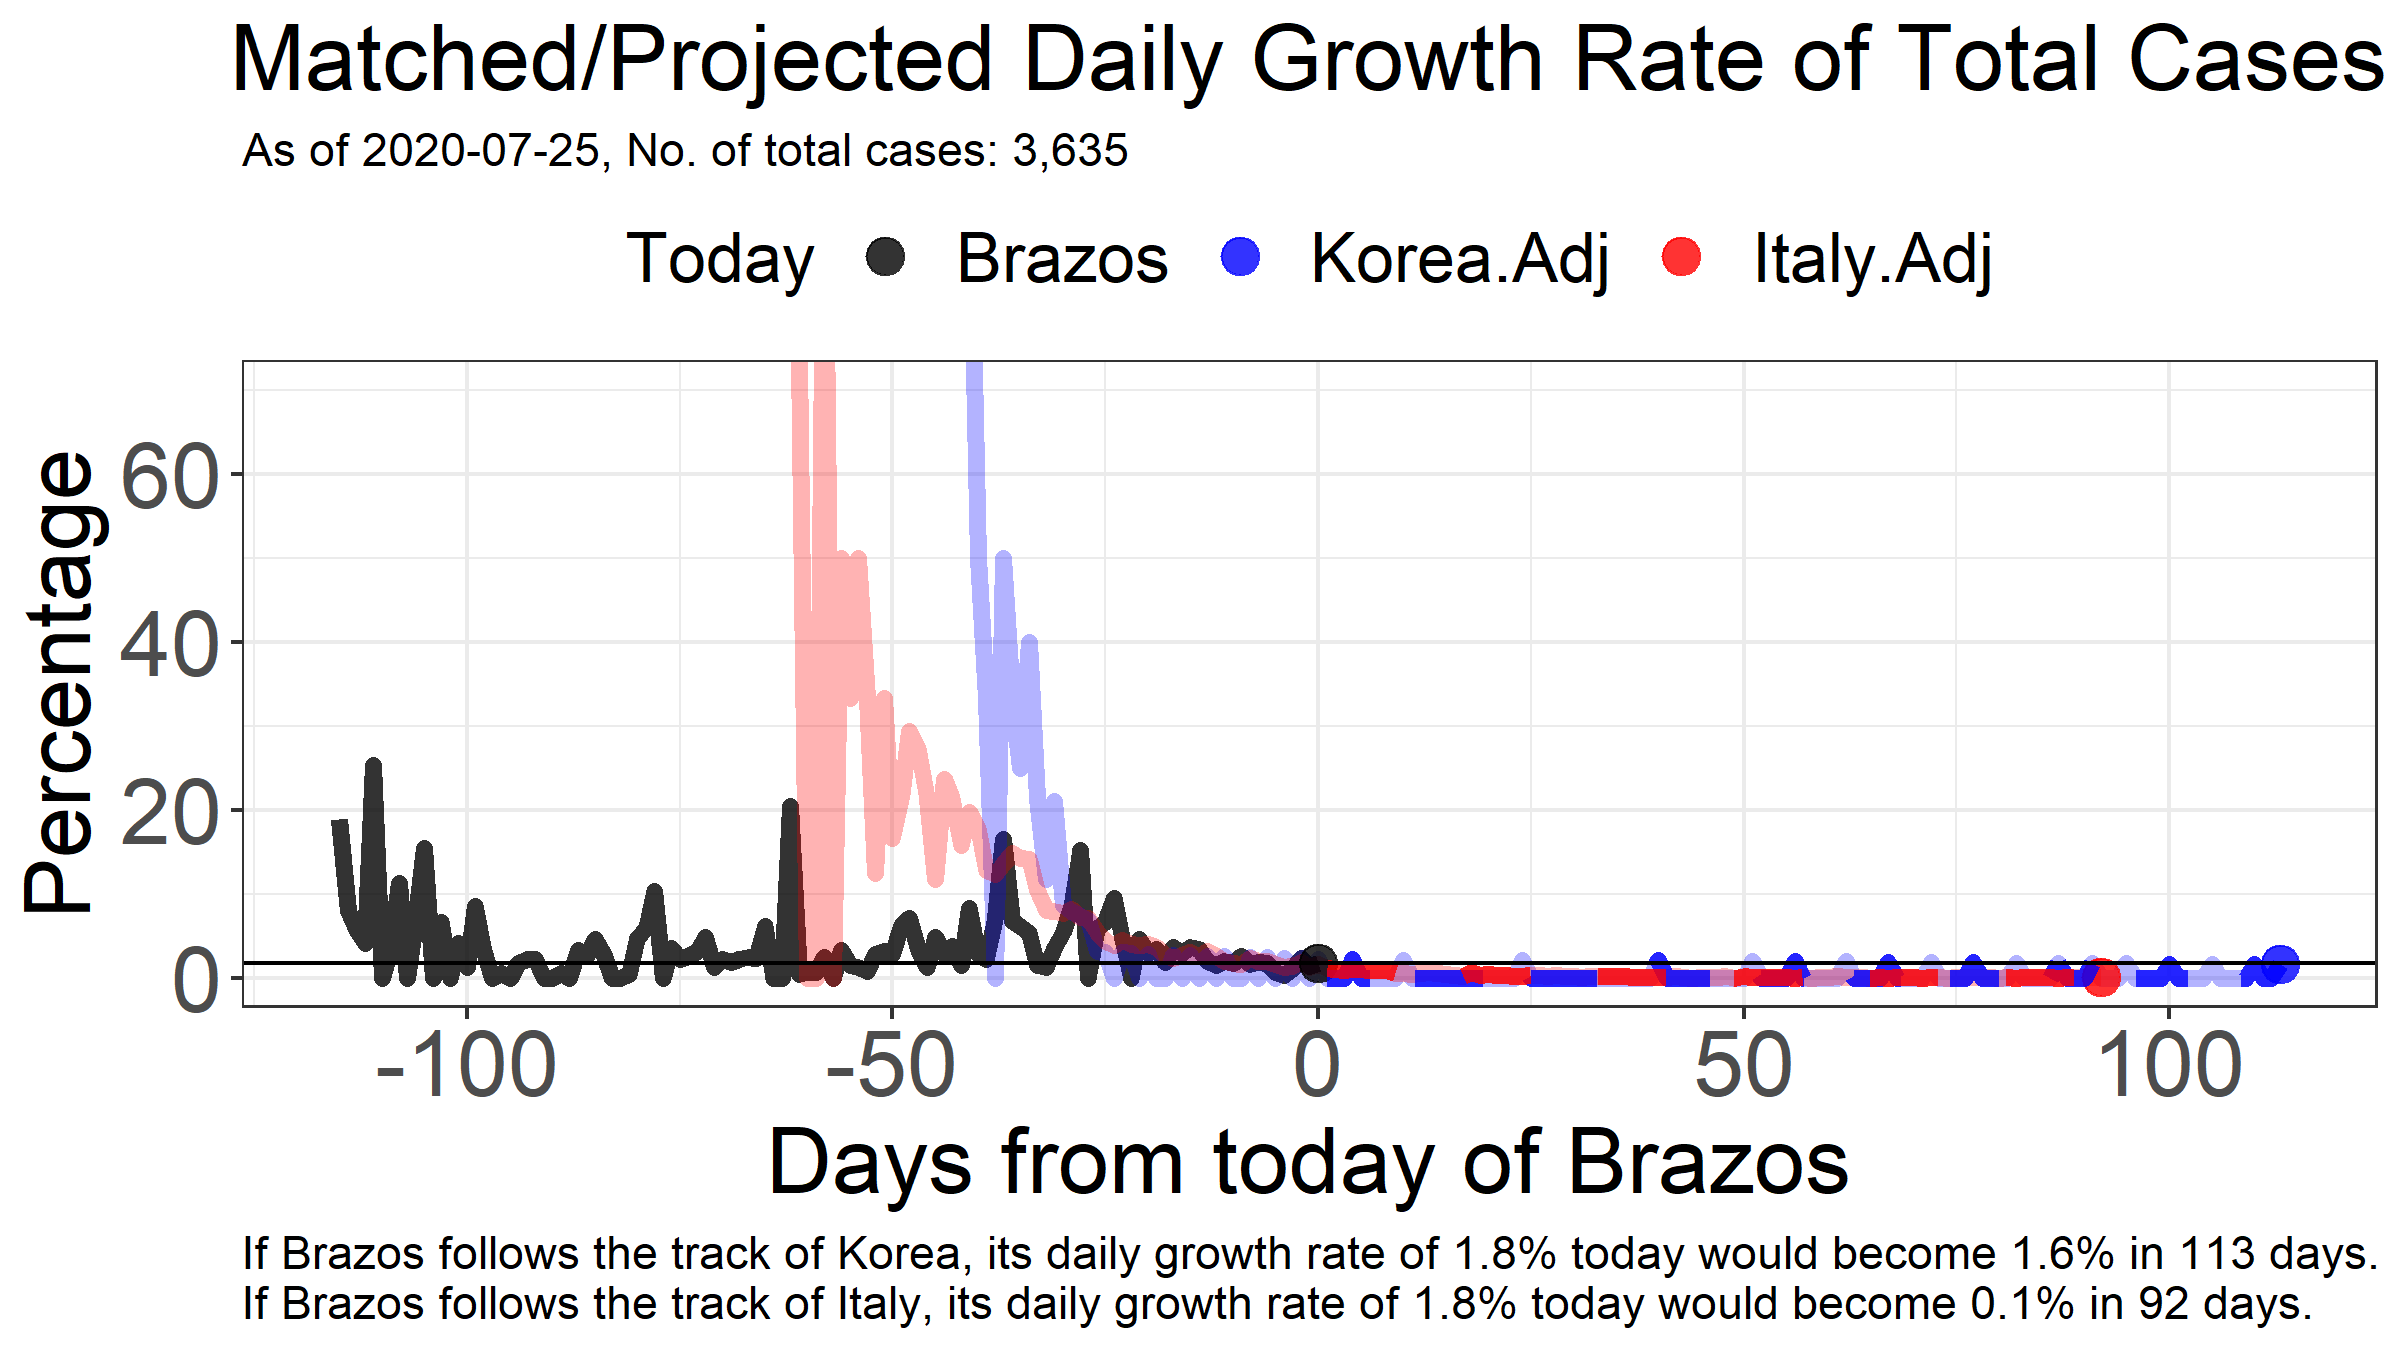 Matched/Projected Daily Growth Rate of Total Cases
As of 2020-07-25, No. of total cases: 3,635
Today Brazos Korea.Adj Italy.Adj
Percentage
60
40
20
0
-100 -50 0 50 100
Days from today of Brazos
If Brazos follows the track of Korea, its daily growth rate of 1.8% today would become 1.6% in 113 days.
If Brazos follows the track of Italy, its daily growth rate of 1.8% today would become 0.1% in 92 days.